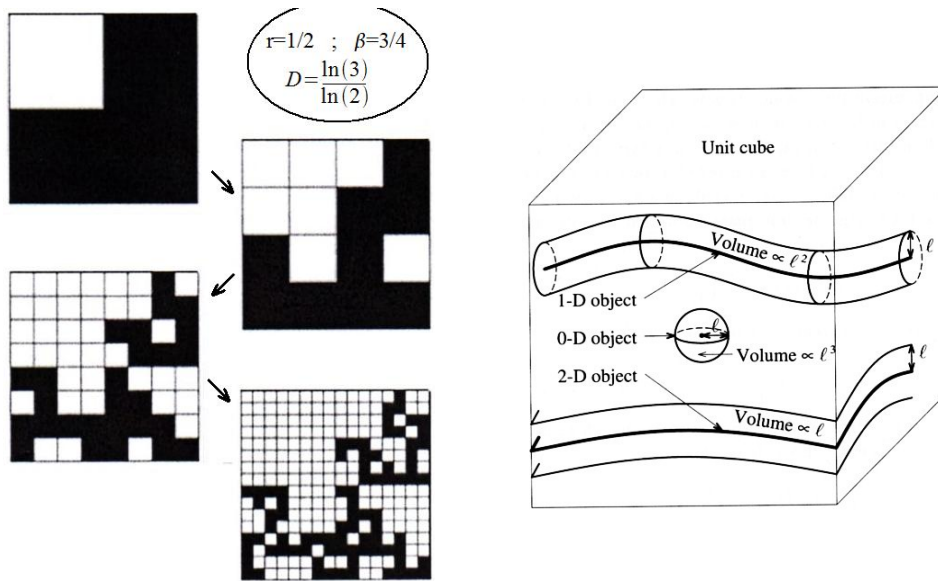 r=1/2 ; β=3/4
D=ln(3)/ln(2)
Unit cube
Volume ∝ ℓ²
ℓ
1-D object
0-D object
ℓ
Volume ∝ ℓ³
2-D object
ℓ
Volume ∝ ℓ